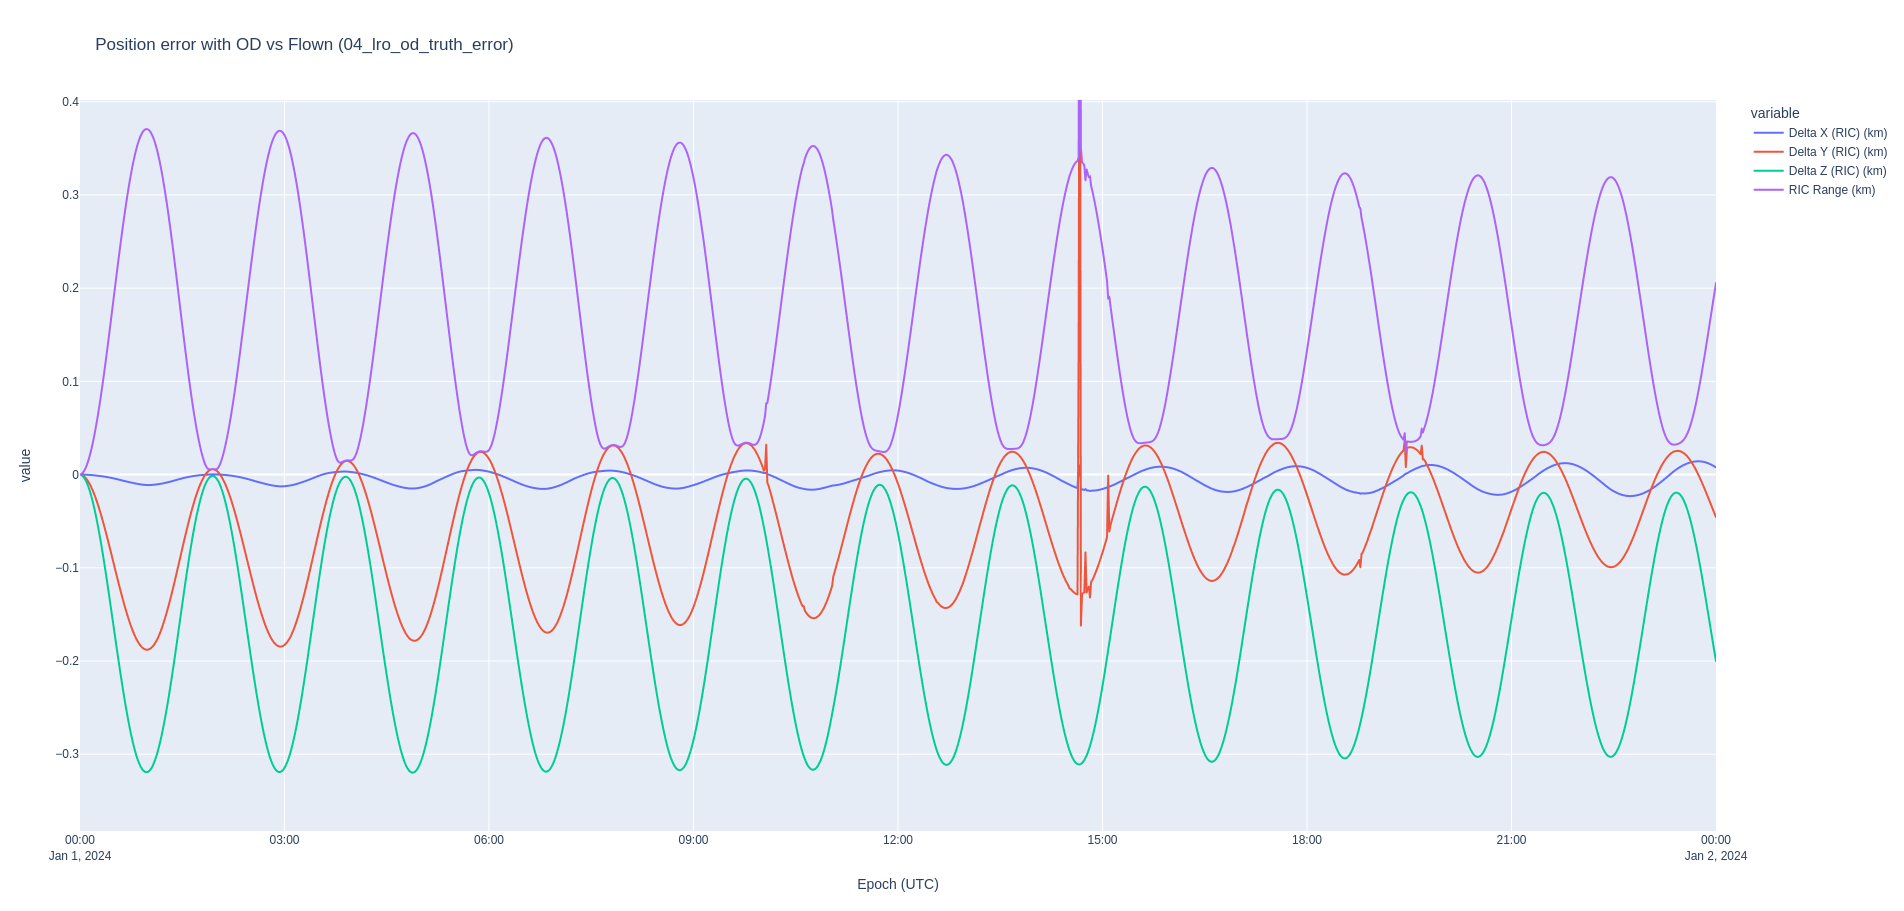 Position error with OD vs Flown (04_lro_od_truth_error)
variable
Delta X (RIC) (km)
Delta Y (RIC) (km)
Delta Z (RIC) (km)
RIC Range (km)
value
0.4
0.3
0.2
0.1
0
−0.1
−0.2
−0.3
00:00 03:00 06:00 09:00 12:00 15:00 18:00 21:00 00:00
Jan 1, 2024 Jan 2, 2024
Epoch (UTC)